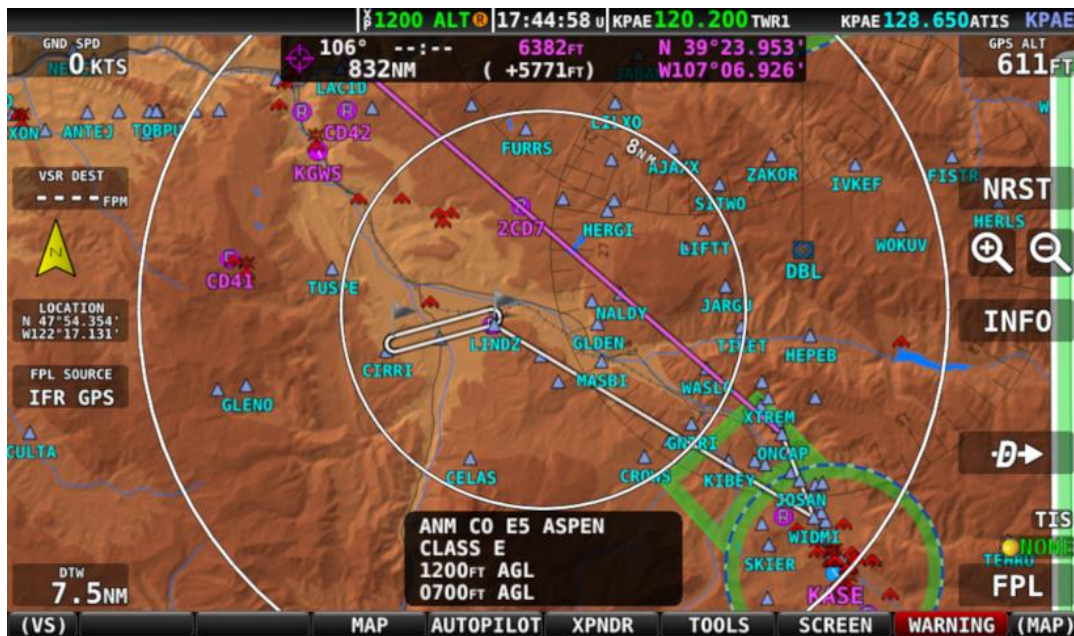 VP 1200 ALT R 17:44:58 U KPAE 120.200 TWR1 KPAE 128.650 ATIS KPAE
GND SPD
0 KTS
106° --:-- 6382FT N 39°23.953'
832NM ( +5771FT) W107°06.926'
GPS ALT
611FT
LACID
XON ANTEJ TOBPU
R R
CD42
KGWS
FURRS
LILXO
8NM
AJAXX
ZAKOR
IVKEF
FISTR
VSR DEST
----FPM
NRST
SITWO
HERLS
R
2CD7
HERGI
LIFTT
WOKUV
N
CD41
DBL
TUSPE
JARGU
LOCATION
N 47°54.354'
W122°17.131'
NALDY
INFO
LINDZ
GLDEN
TILET
HEPEB
CIRRI
FPL SOURCE
IFR GPS
MASBI
WASLO
GLENO
XTREM
CULTA
GNTRI
ONCAP
D
CELAS
CROWS
KIBEY
JOSAN
R
ANM CO E5 ASPEN
CLASS E
1200FT AGL
0700FT AGL
WIDMI
TIS
NONE
SKIER
TEHRU
DTW
7.5NM
KASE
FPL
(VS) MAP AUTOPILOT XPNDR TOOLS SCREEN WARNING (MAP)